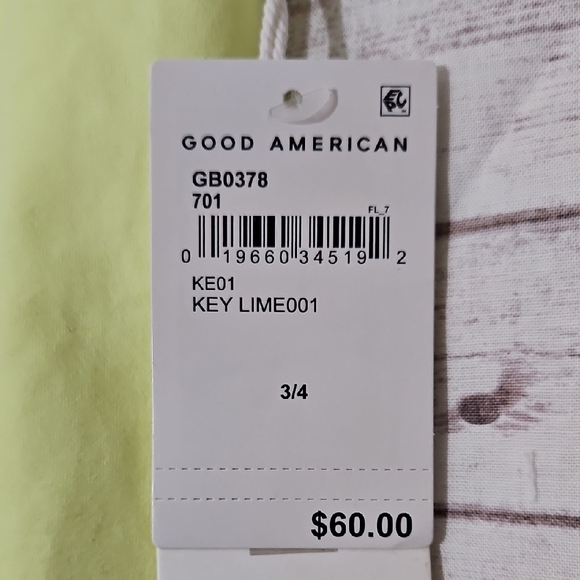 GOOD AMERICAN
GB0378
701
FL_7
0 19660 34519 2
KE01
KEY LIME001
3/4
$60.00